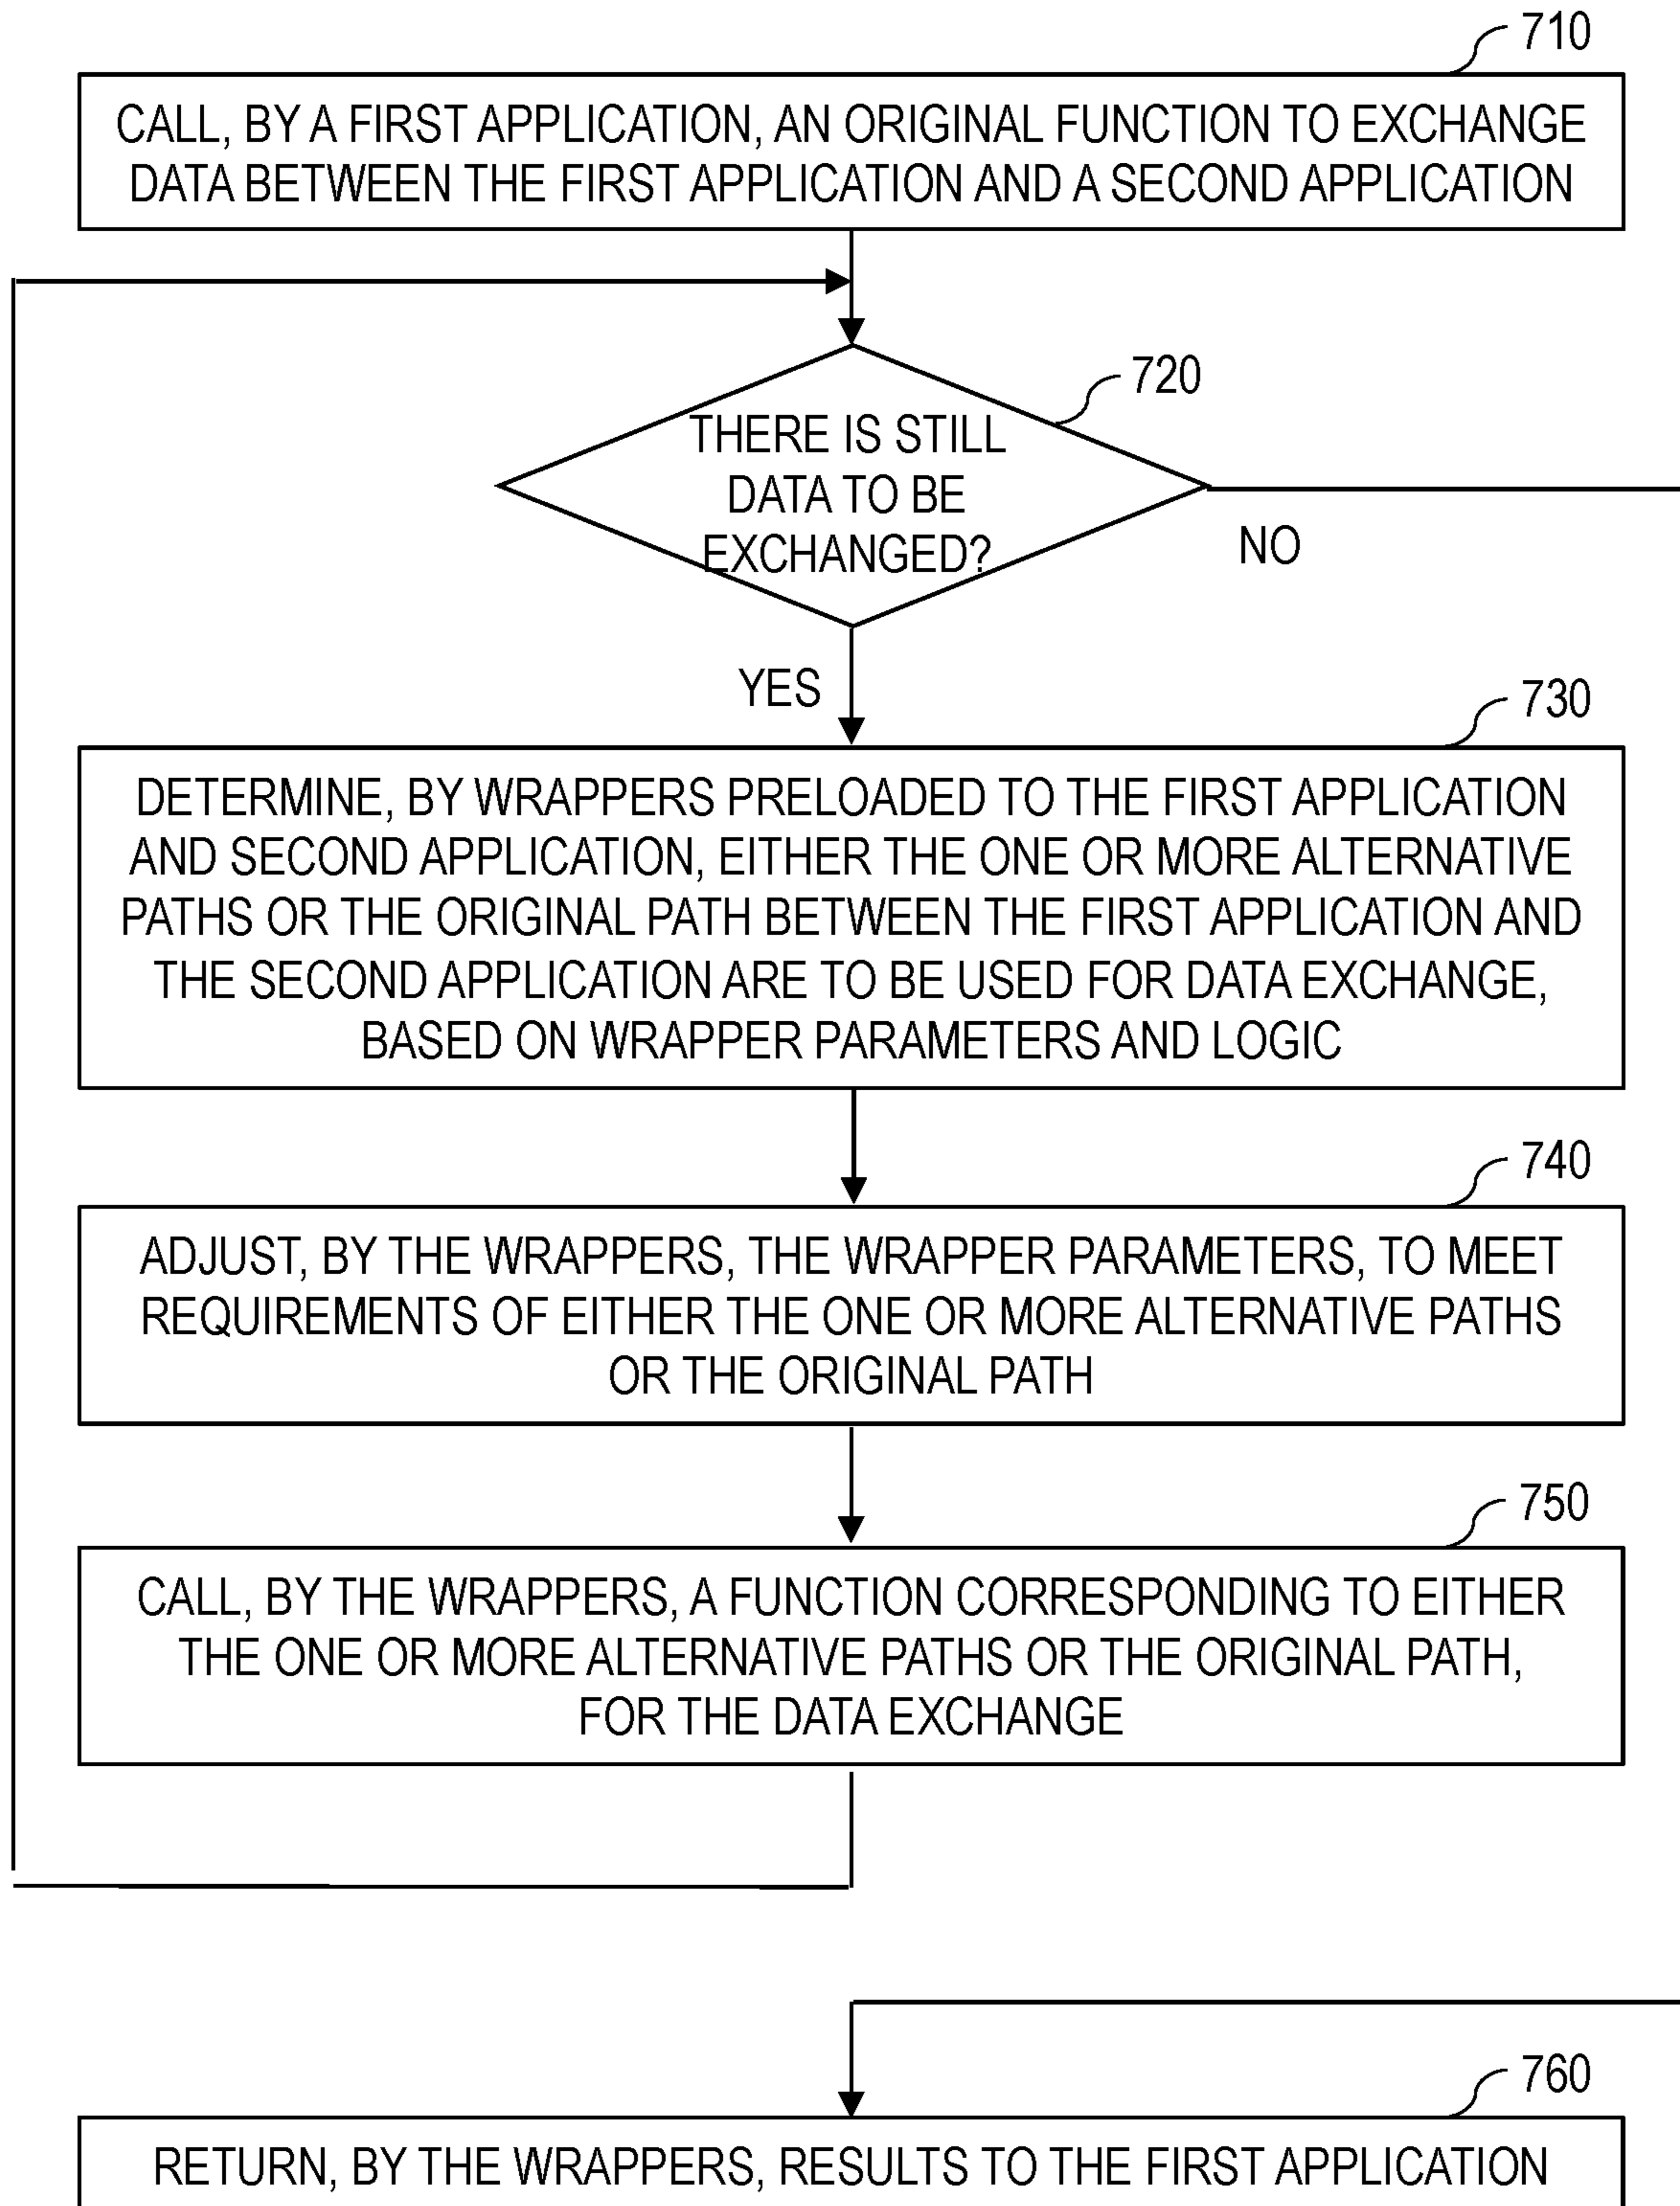 710
CALL, BY A FIRST APPLICATION, AN ORIGINAL FUNCTION TO EXCHANGE
DATA BETWEEN THE FIRST APPLICATION AND A SECOND APPLICATION
720
THERE IS STILL
DATA TO BE
EXCHANGED?
NO
YES
730
DETERMINE, BY WRAPPERS PRELOADED TO THE FIRST APPLICATION
AND SECOND APPLICATION, EITHER THE ONE OR MORE ALTERNATIVE
PATHS OR THE ORIGINAL PATH BETWEEN THE FIRST APPLICATION AND
THE SECOND APPLICATION ARE TO BE USED FOR DATA EXCHANGE,
BASED ON WRAPPER PARAMETERS AND LOGIC
740
ADJUST, BY THE WRAPPERS, THE WRAPPER PARAMETERS, TO MEET
REQUIREMENTS OF EITHER THE ONE OR MORE ALTERNATIVE PATHS
OR THE ORIGINAL PATH
750
CALL, BY THE WRAPPERS, A FUNCTION CORRESPONDING TO EITHER
THE ONE OR MORE ALTERNATIVE PATHS OR THE ORIGINAL PATH,
FOR THE DATA EXCHANGE
760
RETURN, BY THE WRAPPERS, RESULTS TO THE FIRST APPLICATION